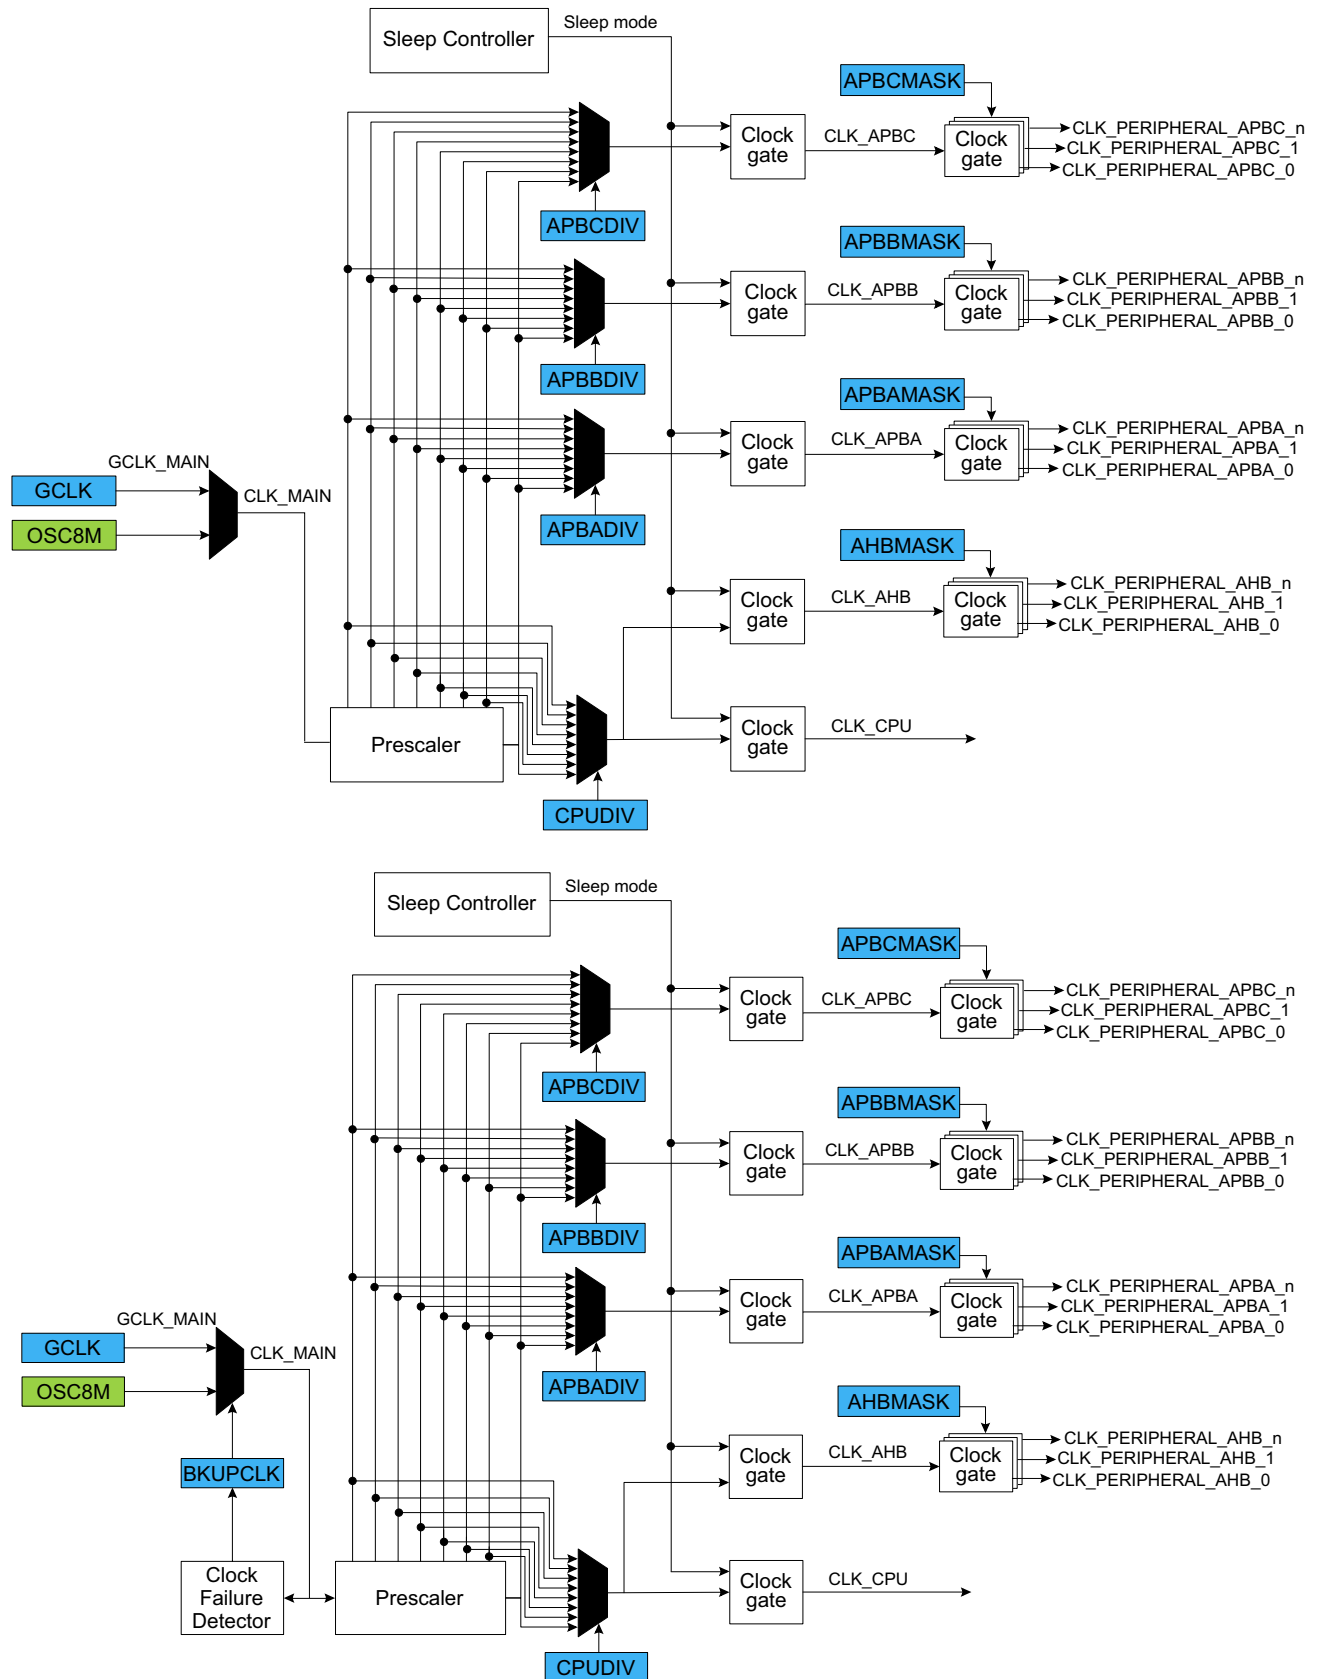 Sleep mode
Sleep Controller
APBCMASK
Clock
gate
CLK_APBC
Clock
gate
CLK_PERIPHERAL_APBC_n
CLK_PERIPHERAL_APBC_1
CLK_PERIPHERAL_APBC_0
APBCDIV
APBBMASK
Clock
gate
CLK_APBB
Clock
gate
CLK_PERIPHERAL_APBB_n
CLK_PERIPHERAL_APBB_1
CLK_PERIPHERAL_APBB_0
APBBDIV
APBAMASK
Clock
gate
CLK_APBA
Clock
gate
CLK_PERIPHERAL_APBA_n
CLK_PERIPHERAL_APBA_1
CLK_PERIPHERAL_APBA_0
GCLK_MAIN
GCLK
CLK_MAIN
OSC8M
APBADIV
AHBMASK
Clock
gate
CLK_AHB
Clock
gate
CLK_PERIPHERAL_AHB_n
CLK_PERIPHERAL_AHB_1
CLK_PERIPHERAL_AHB_0
Prescaler
Clock
gate
CLK_CPU
CPUDIV
Sleep mode
Sleep Controller
APBCMASK
Clock
gate
CLK_APBC
Clock
gate
CLK_PERIPHERAL_APBC_n
CLK_PERIPHERAL_APBC_1
CLK_PERIPHERAL_APBC_0
APBCDIV
APBBMASK
Clock
gate
CLK_APBB
Clock
gate
CLK_PERIPHERAL_APBB_n
CLK_PERIPHERAL_APBB_1
CLK_PERIPHERAL_APBB_0
APBBDIV
APBAMASK
Clock
gate
CLK_APBA
Clock
gate
CLK_PERIPHERAL_APBA_n
CLK_PERIPHERAL_APBA_1
CLK_PERIPHERAL_APBA_0
GCLK_MAIN
GCLK
CLK_MAIN
OSC8M
APBADIV
AHBMASK
Clock
gate
CLK_AHB
Clock
gate
CLK_PERIPHERAL_AHB_n
CLK_PERIPHERAL_AHB_1
CLK_PERIPHERAL_AHB_0
BKUPCLK
Clock
Failure
Detector
Prescaler
Clock
gate
CLK_CPU
CPUDIV